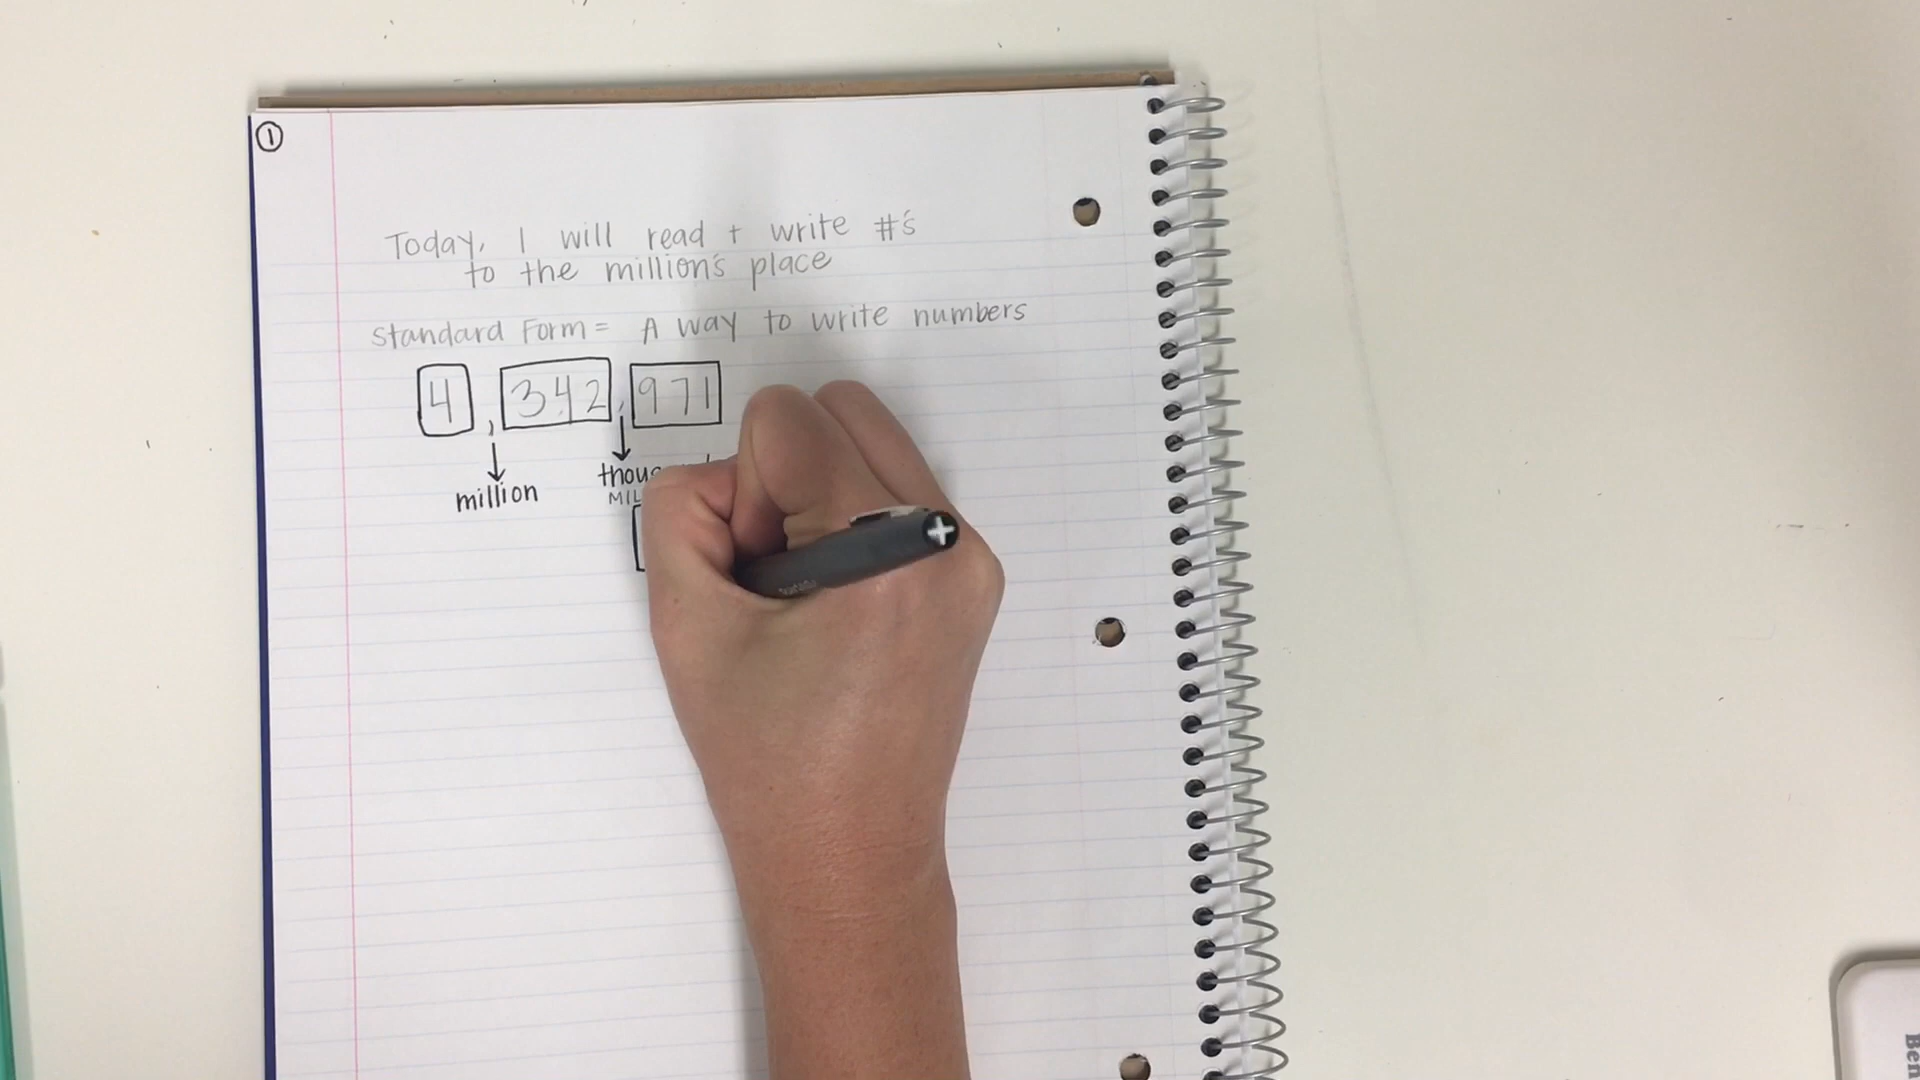 ①
Today, I will read + write #'s
to the million's place
Standard Form = A way to write numbers
4 , 342 , 971
million
Ben